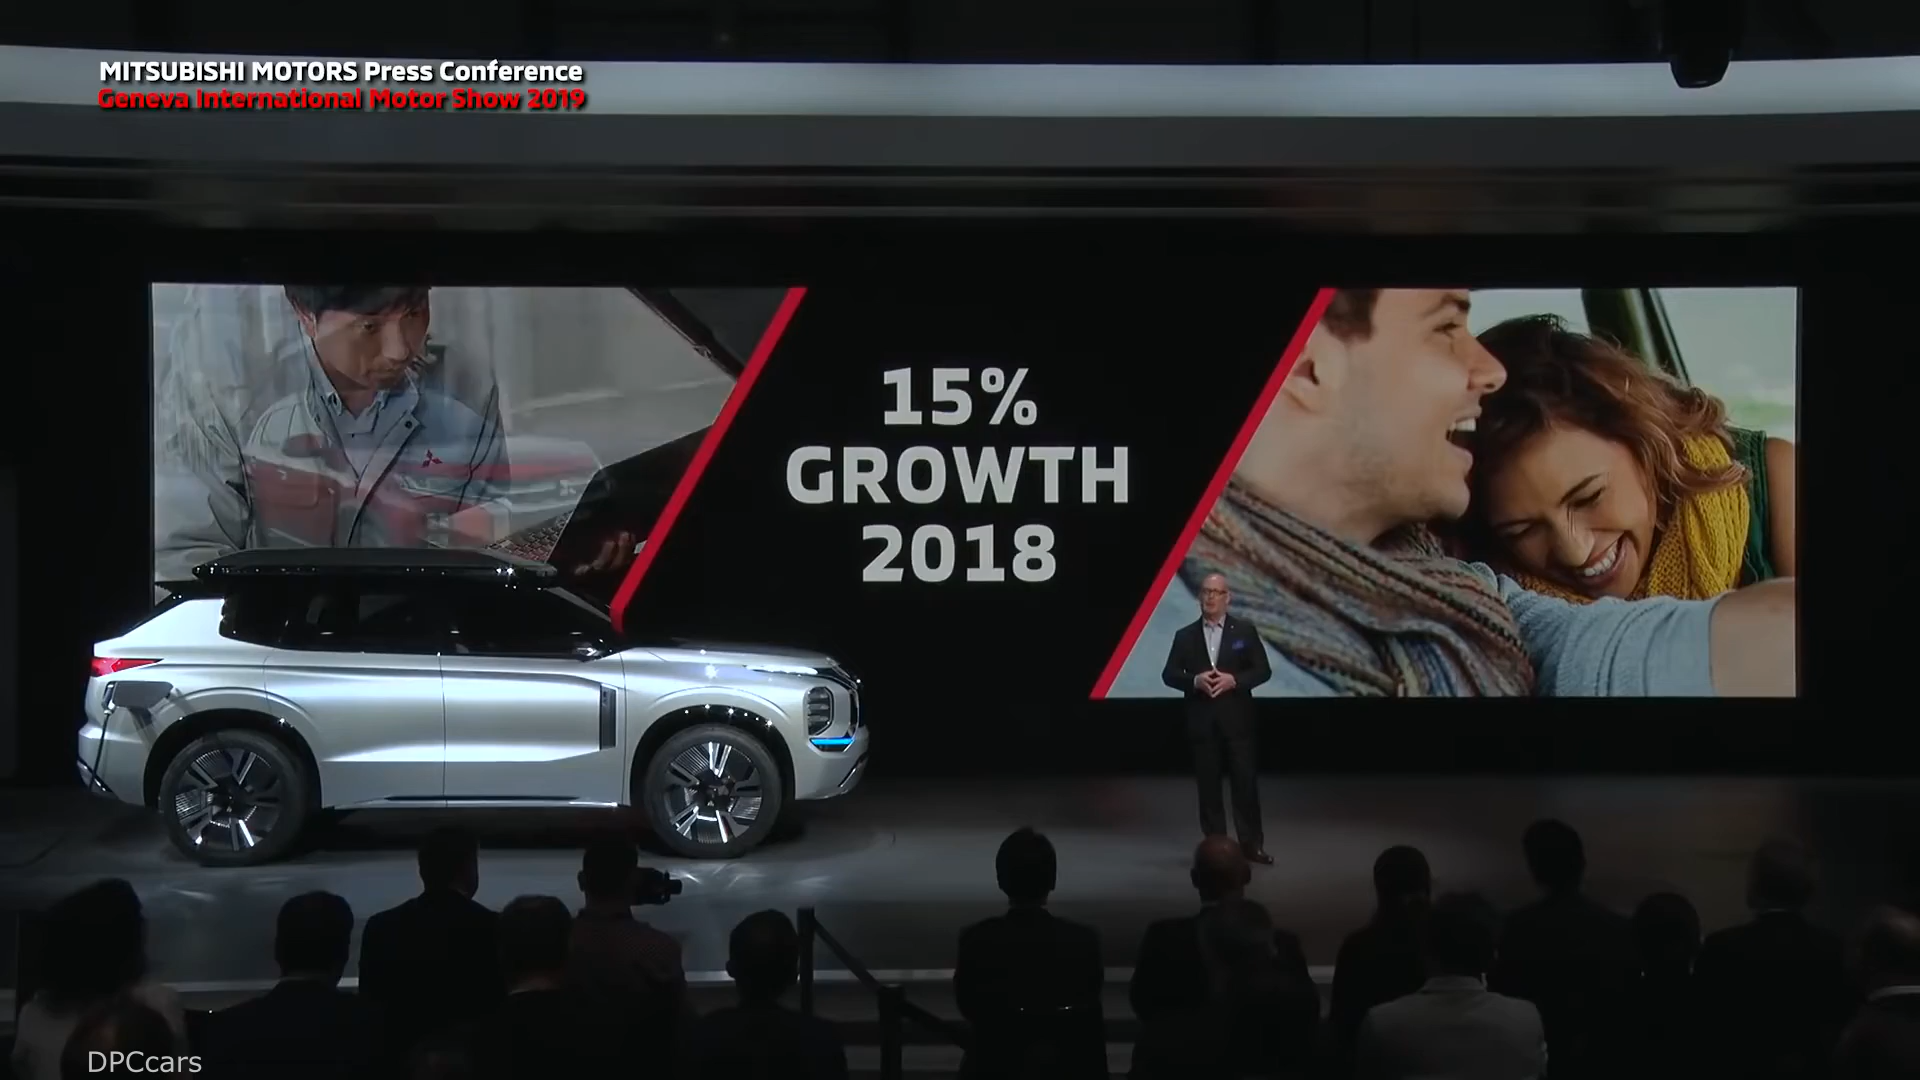 MITSUBISHI MOTORS Press Conference
Geneva International Motor Show 2019
15%
GROWTH
2018
DPCcars